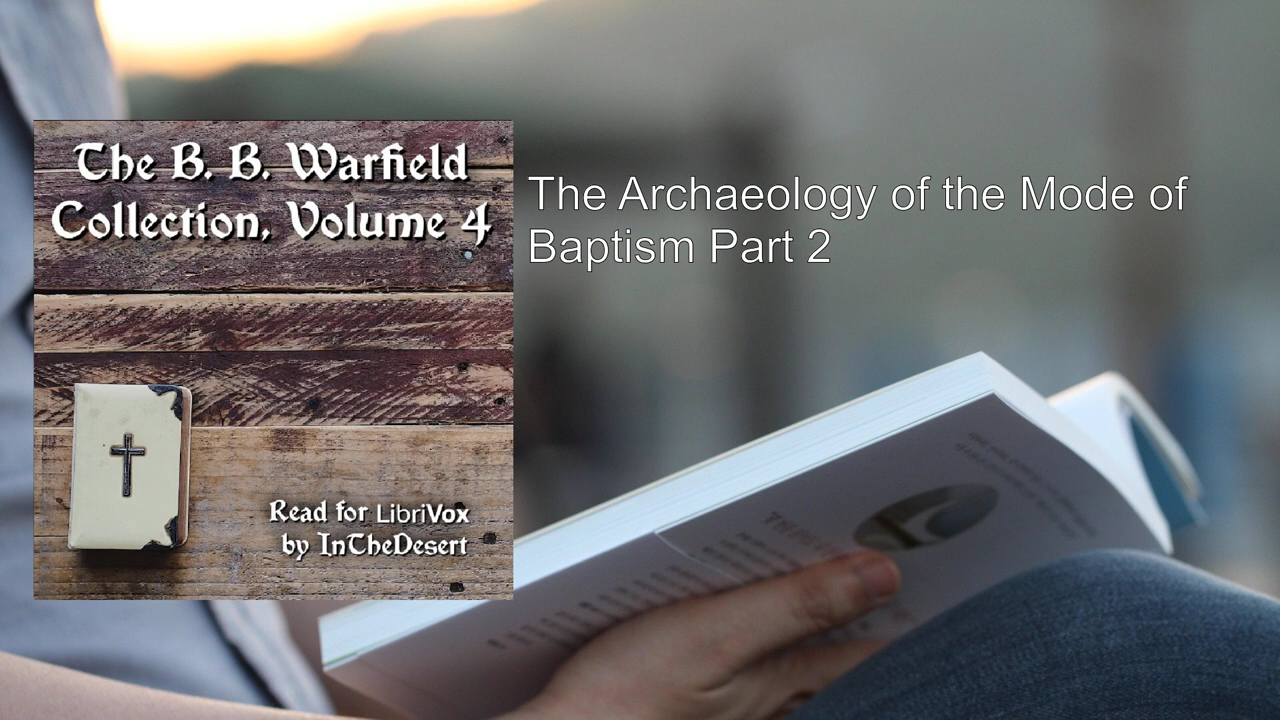 The B. B. Warfield
Collection, Volume 4
Read for LibriVox
by InTheDesert
The Archaeology of the Mode of
Baptism Part 2